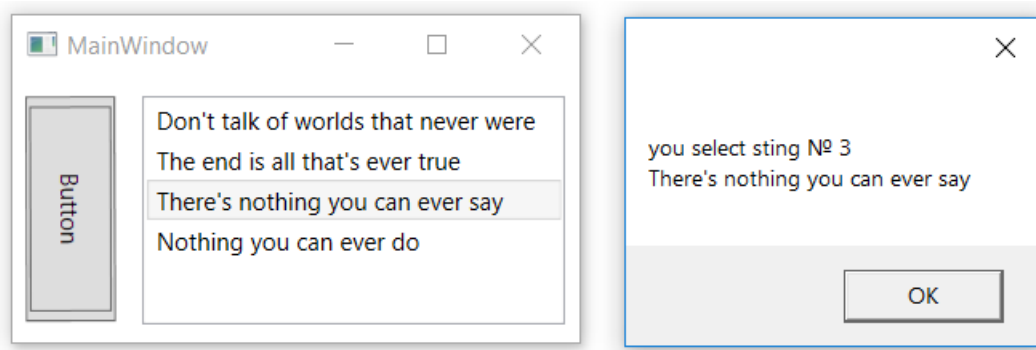 MainWindow
Button
Don't talk of worlds that never were
The end is all that's ever true
There's nothing you can ever say
Nothing you can ever do
you select sting № 3
There's nothing you can ever say
OK